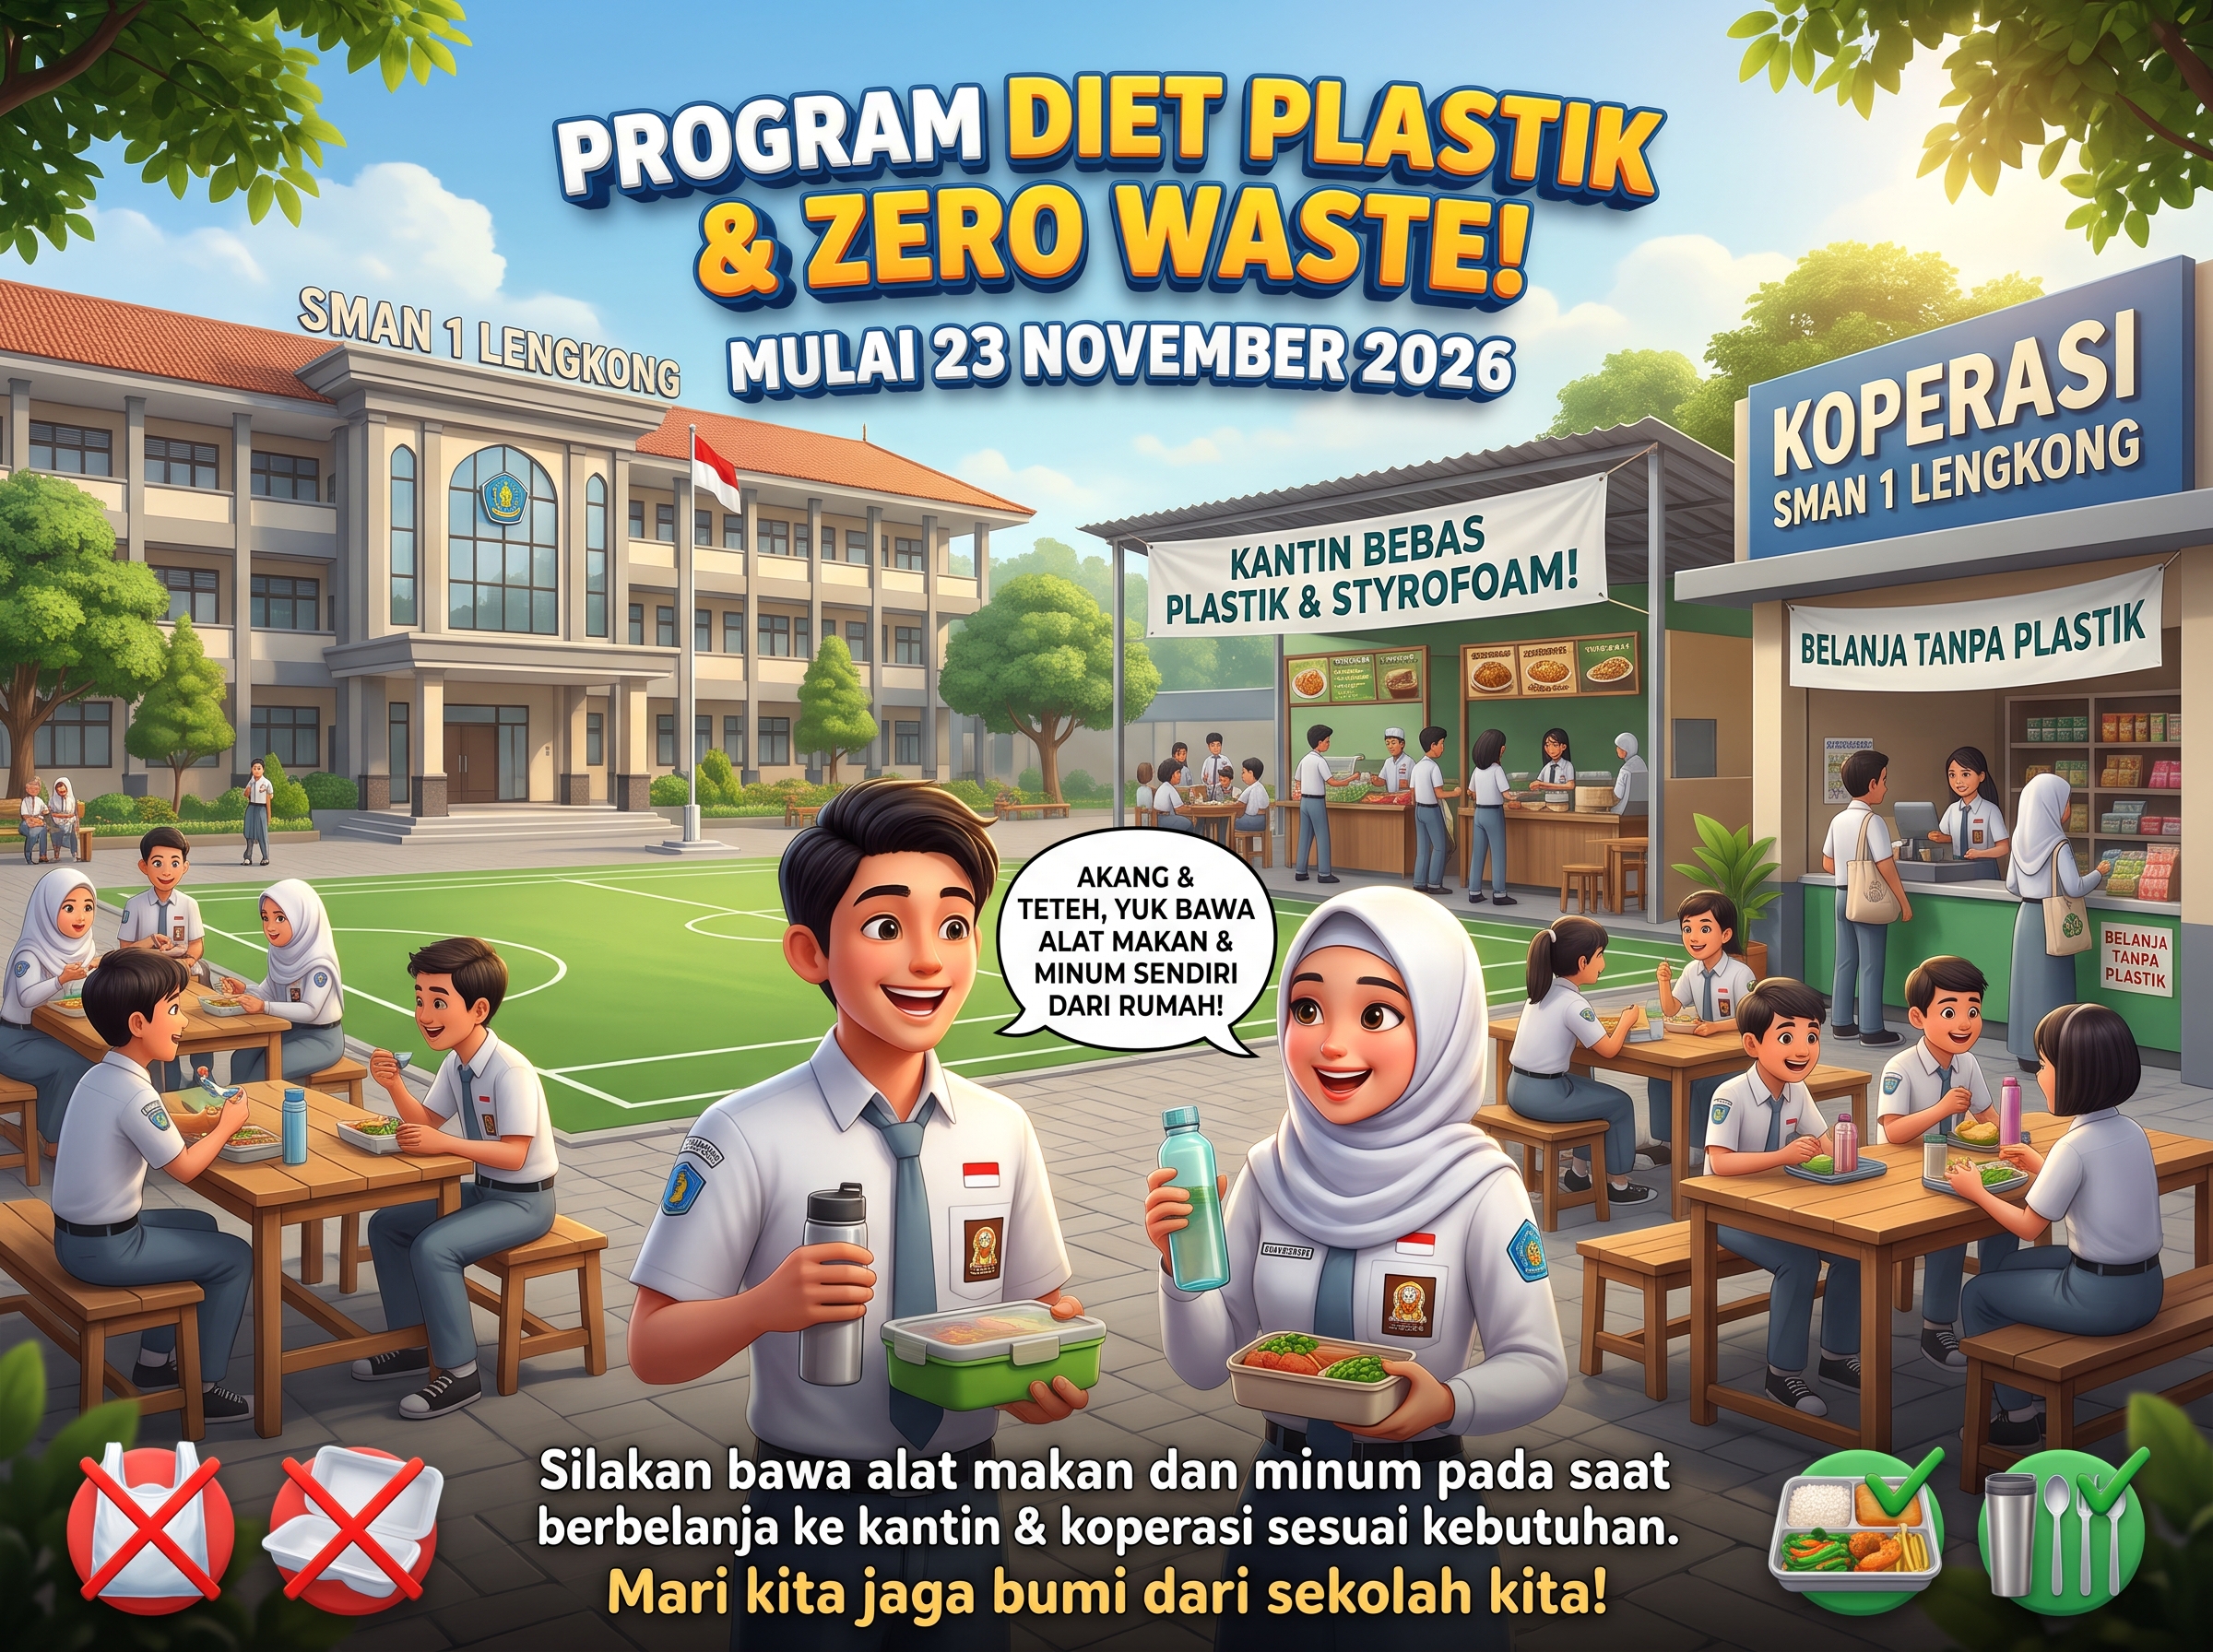 PROGRAM DIET PLASTIK
& ZERO WASTE!
MULAI 23 NOVEMBER 2026
SMAN 1 LENGKONG
KOPERASI
SMAN 1 LENGKONG
KANTIN BEBAS
PLASTIK & STYROFOAM!
BELANJA TANPA PLASTIK
AKANG &
TETEH, YUK BAWA
ALAT MAKAN &
MINUM SENDIRI
DARI RUMAH!
BELANJA
TANPA
PLASTIK
Silakan bawa alat makan dan minum pada saat
berbelanja ke kantin & koperasi sesuai kebutuhan.
Mari kita jaga bumi dari sekolah kita!